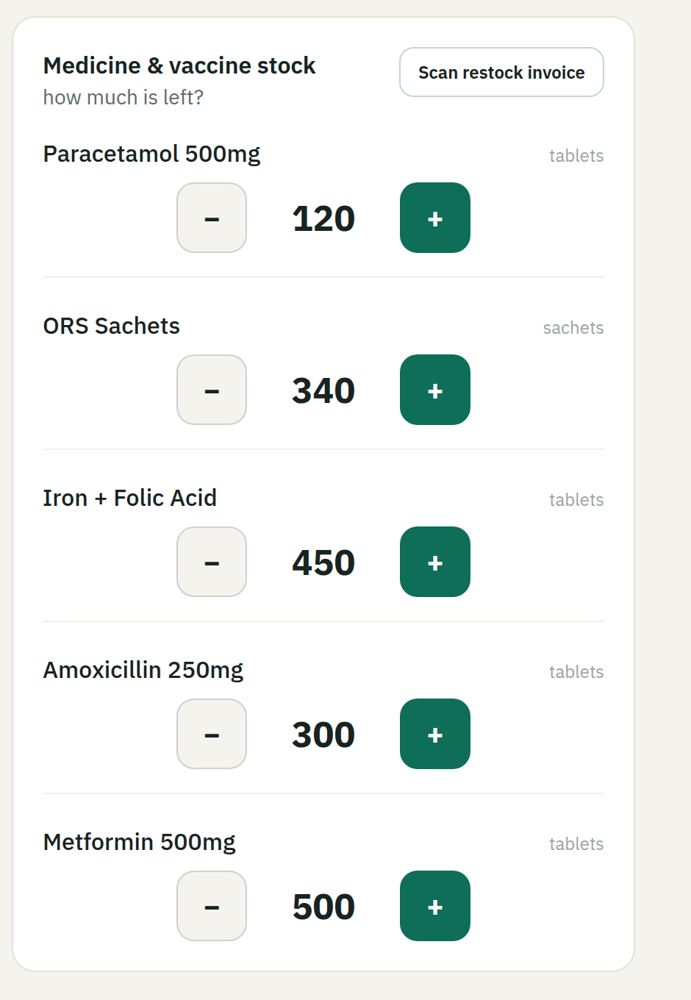 Medicine & vaccine stock
Scan restock invoice
how much is left?
Paracetamol 500mg
tablets
– 120 +
ORS Sachets
sachets
– 340 +
Iron + Folic Acid
tablets
– 450 +
Amoxicillin 250mg
tablets
– 300 +
Metformin 500mg
tablets
– 500 +